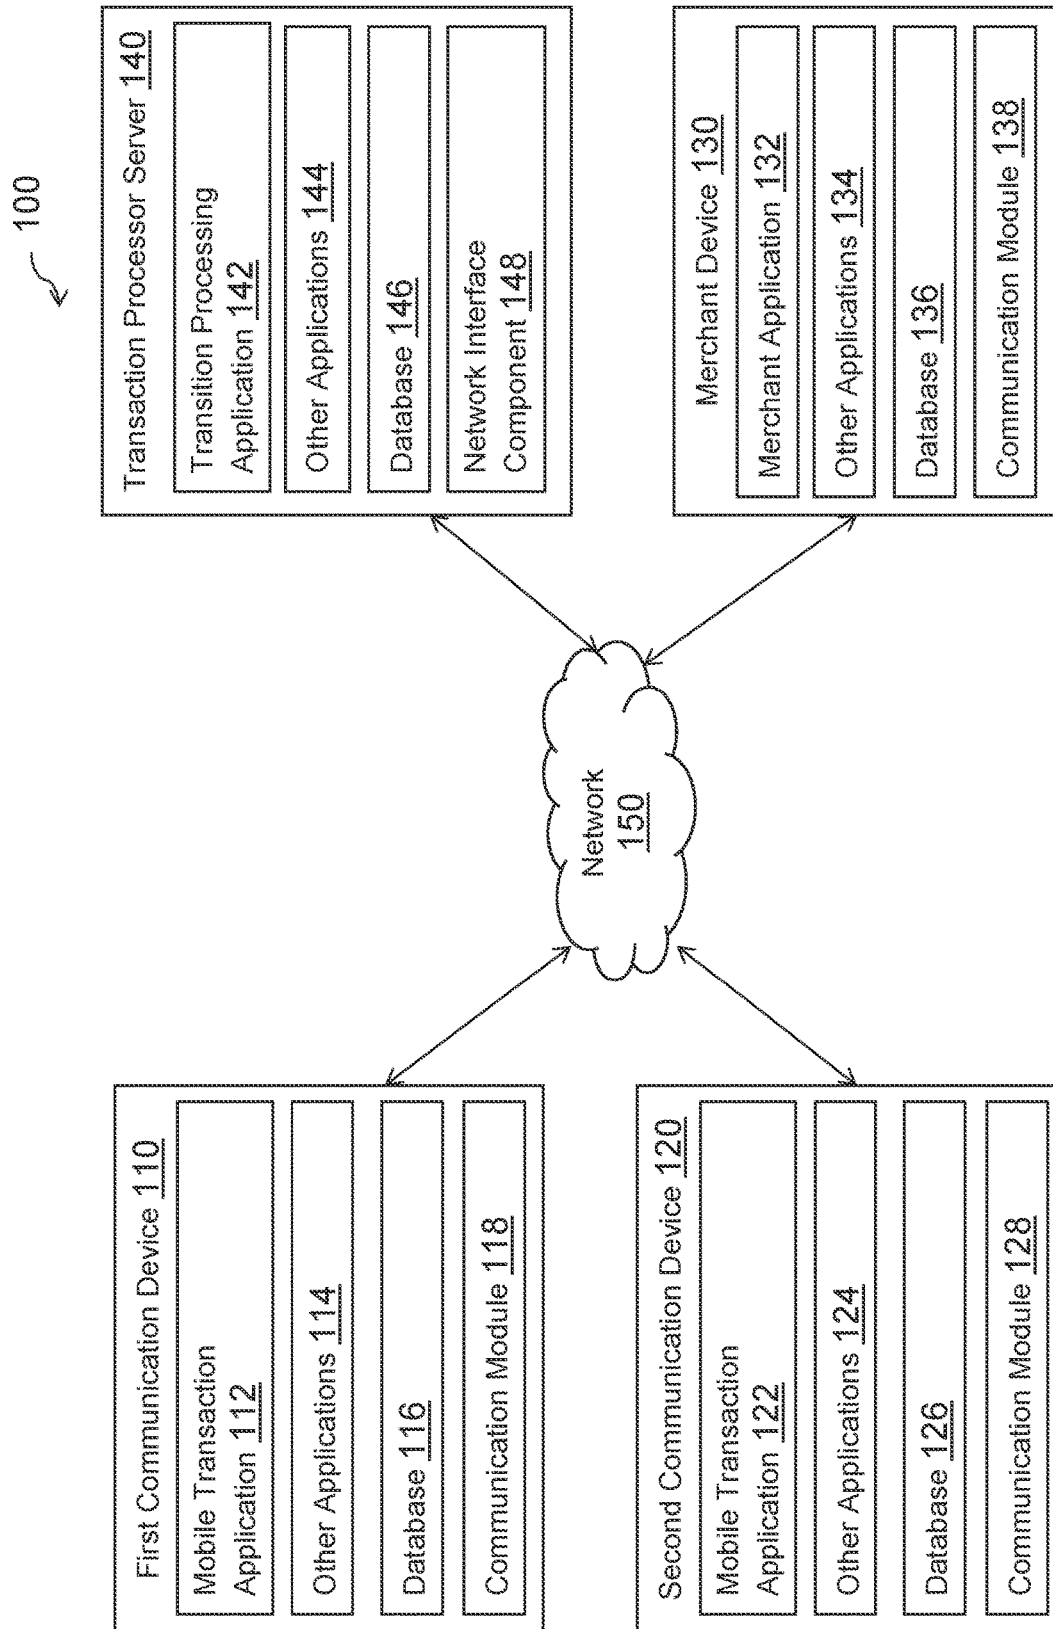 100
First Communication Device 110
Mobile Transaction
Application 112
Other Applications 114
Database 116
Communication Module 118
Second Communication Device 120
Mobile Transaction
Application 122
Other Applications 124
Database 126
Communication Module 128
Network
150
Transaction Processor Server 140
Transition Processing
Application 142
Other Applications 144
Database 146
Network Interface
Component 148
Merchant Device 130
Merchant Application 132
Other Applications 134
Database 136
Communication Module 138